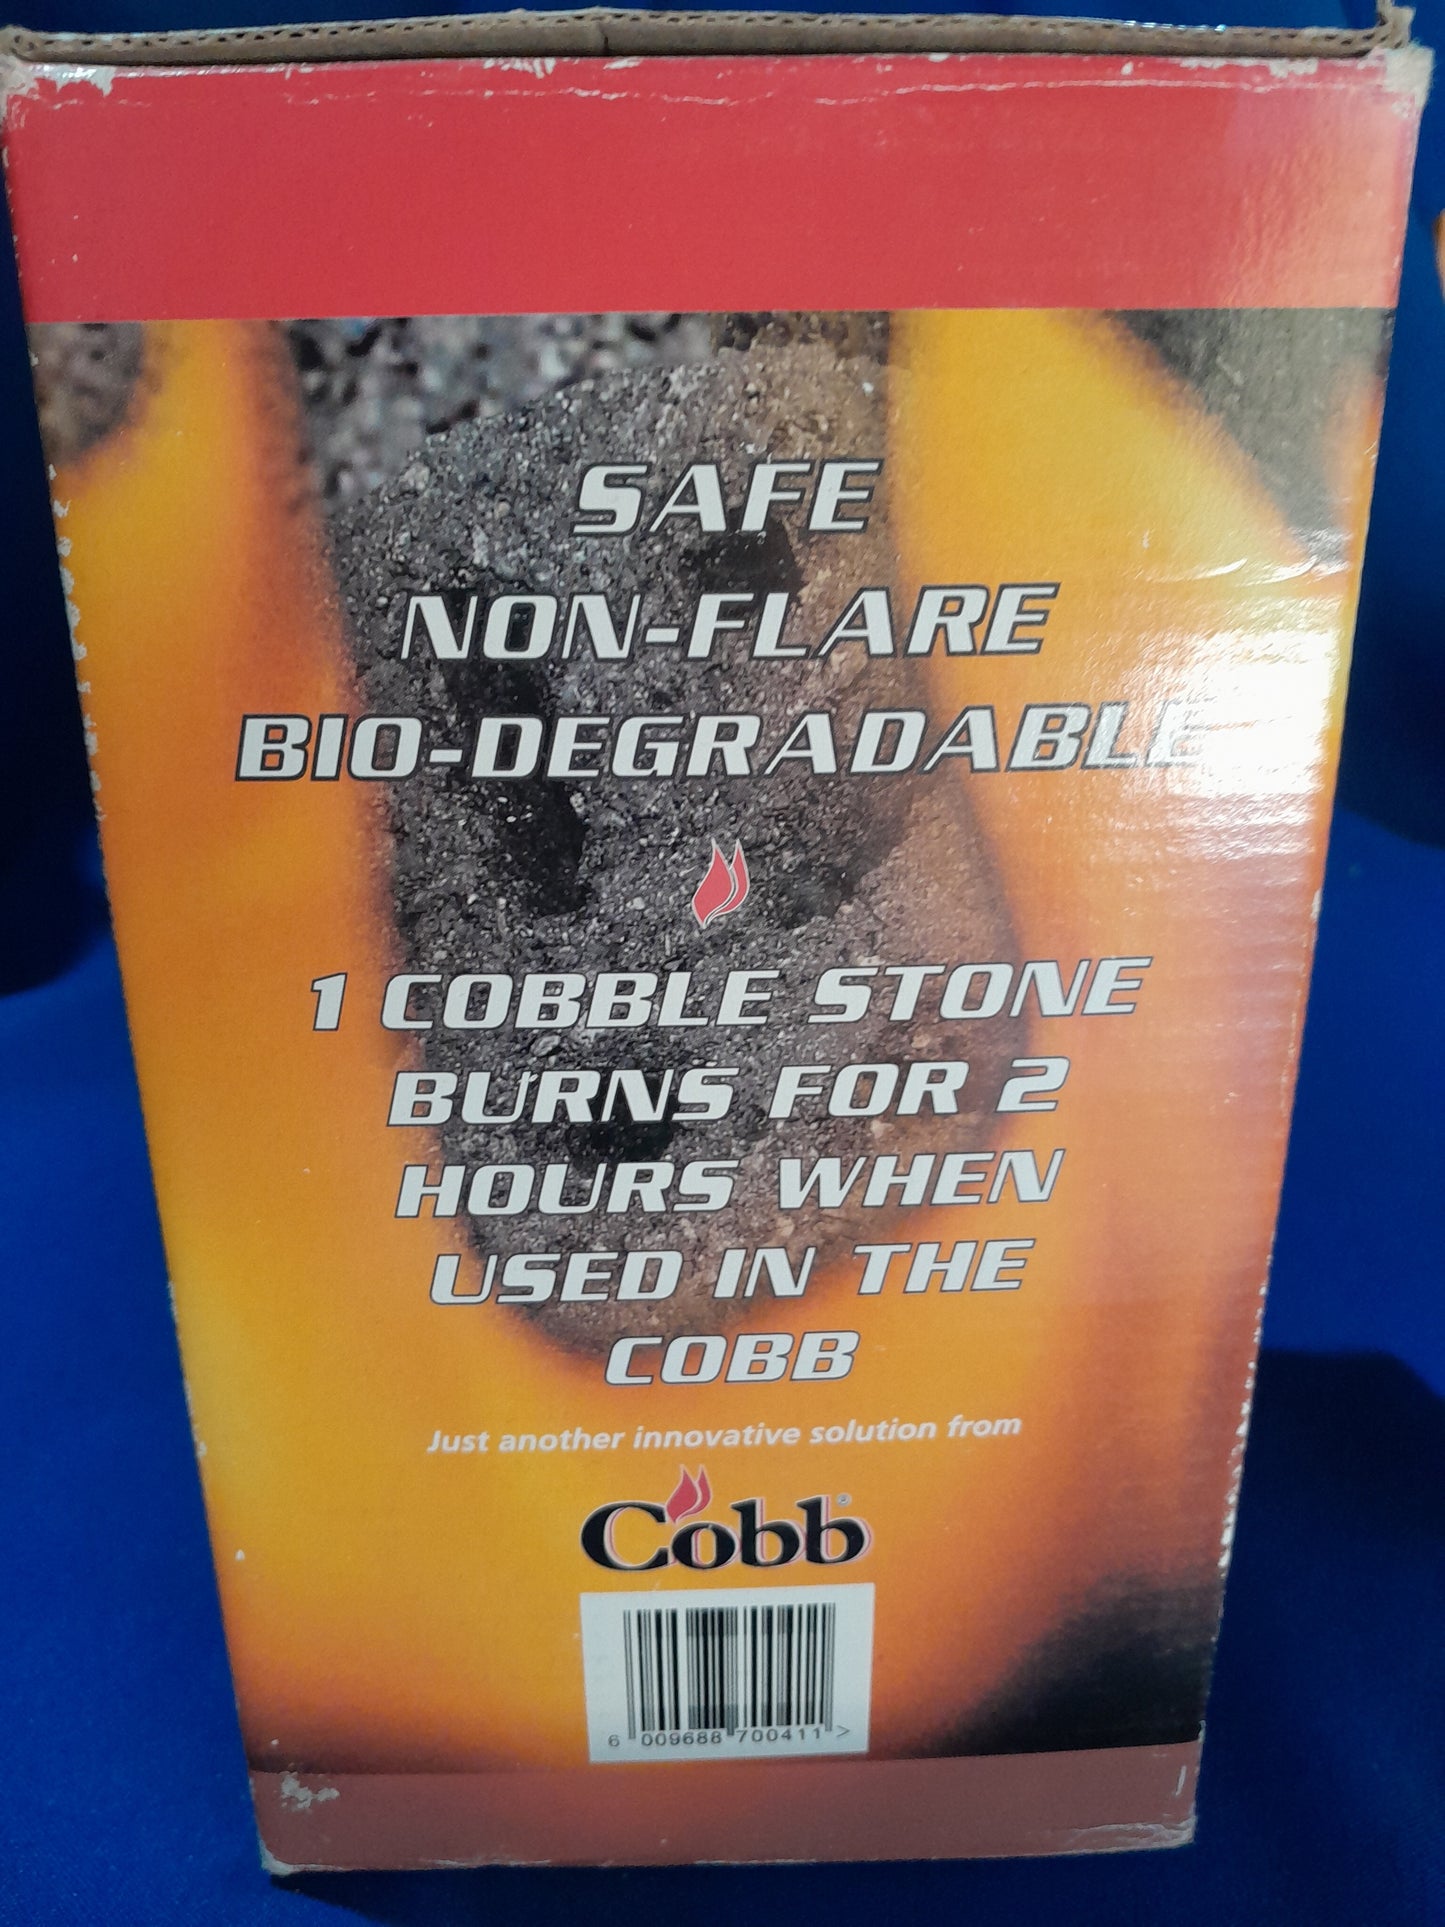 SAFE
NON-FLARE
BIO-DEGRADABLE
1 COBBLE STONE
BURNS FOR 2
HOURS WHEN
USED IN THE
COBB
Just another innovative solution from
Cobb®
6 009688 700411 >